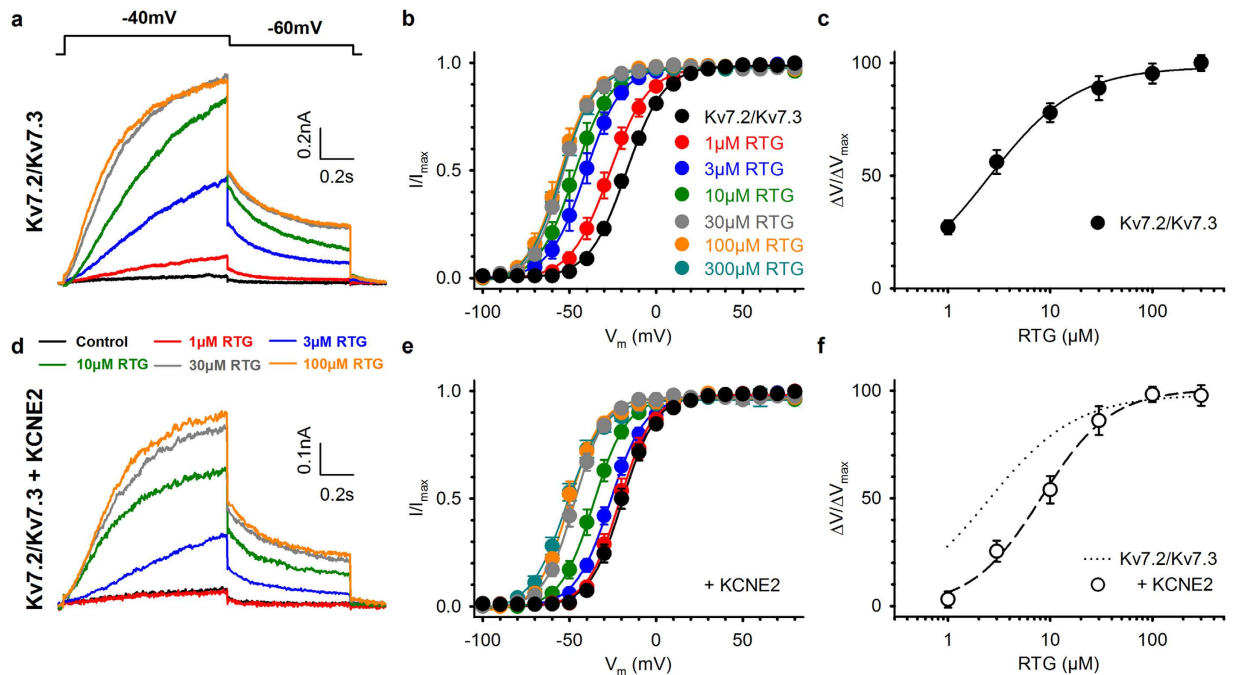 a
-40mV
-60mV
Kv7.2/Kv7.3
0.2nA
0.2s
b
I/Imax
1.0
0.5
0.0
-100
-50
0
50
Vm (mV)
Kv7.2/Kv7.3
1µM RTG
3µM RTG
10µM RTG
30µM RTG
100µM RTG
300µM RTG
c
ΔV/ΔVmax
100
50
0
1
10
100
RTG (µM)
Kv7.2/Kv7.3
d
Control
1µM RTG
3µM RTG
10µM RTG
30µM RTG
100µM RTG
Kv7.2/Kv7.3 + KCNE2
0.1nA
0.2s
e
I/Imax
1.0
0.5
0.0
-100
-50
0
50
Vm (mV)
+ KCNE2
f
ΔV/ΔVmax
100
50
0
1
10
100
RTG (µM)
Kv7.2/Kv7.3
+ KCNE2